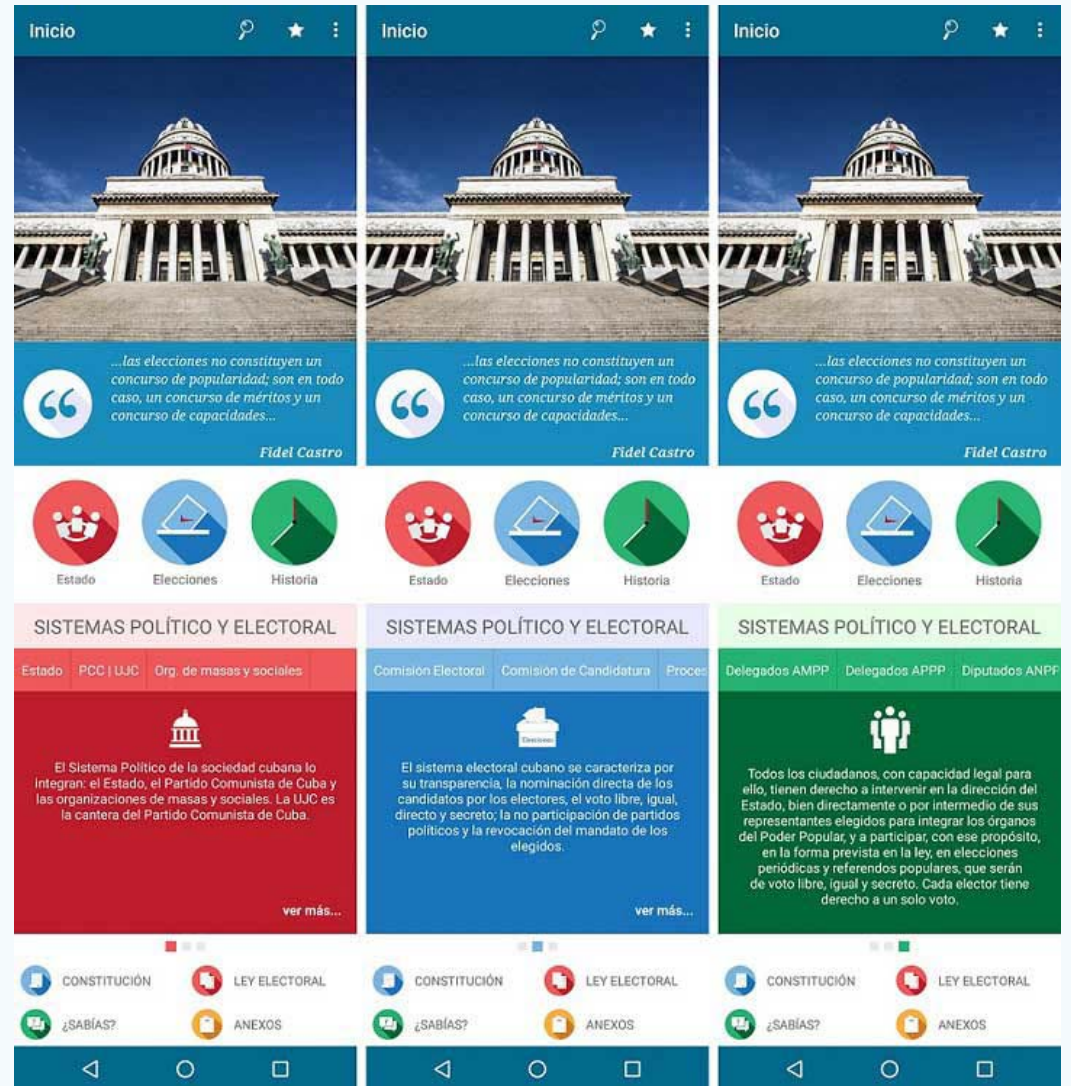 Inicio
...las elecciones no constituyen un
concurso de popularidad; son en todo
caso, un concurso de méritos y un
concurso de capacidades...
Fidel Castro
Estado
Elecciones
Historia
SISTEMAS POLÍTICO Y ELECTORAL
Estado
PCC | UJC
Org. de masas y sociales
El Sistema Político de la sociedad cubana lo
integran: el Estado, el Partido Comunista de Cuba y
las organizaciones de masas y sociales. La UJC es
la cantera del Partido Comunista de Cuba.
ver más...
CONSTITUCIÓN
LEY ELECTORAL
¿SABÍAS?
ANEXOS
Inicio
...las elecciones no constituyen un
concurso de popularidad; son en todo
caso, un concurso de méritos y un
concurso de capacidades...
Fidel Castro
Estado
Elecciones
Historia
SISTEMAS POLÍTICO Y ELECTORAL
Comisión Electoral
Comisión de Candidatura
Proces
El sistema electoral cubano se caracteriza por
su transparencia, la nominación directa de los
candidatos por los electores, el voto libre, igual,
directo y secreto; la no participación de partidos
políticos y la revocación del mandato de los
elegidos.
ver más...
CONSTITUCIÓN
LEY ELECTORAL
¿SABÍAS?
ANEXOS
Inicio
...las elecciones no constituyen un
concurso de popularidad; son en todo
caso, un concurso de méritos y un
concurso de capacidades...
Fidel Castro
Estado
Elecciones
Historia
SISTEMAS POLÍTICO Y ELECTORAL
Delegados AMPP
Delegados APPP
Diputados ANPP
Todos los ciudadanos, con capacidad legal para
ello, tienen derecho a intervenir en la dirección del
Estado, bien directamente o por intermedio de sus
representantes elegidos para integrar los órganos
del Poder Popular, y a participar, con ese propósito,
en la forma prevista en la ley, en elecciones
periódicas y referendos populares, que serán
de voto libre, igual y secreto. Cada elector tiene
derecho a un solo voto.
CONSTITUCIÓN
LEY ELECTORAL
¿SABÍAS?
ANEXOS